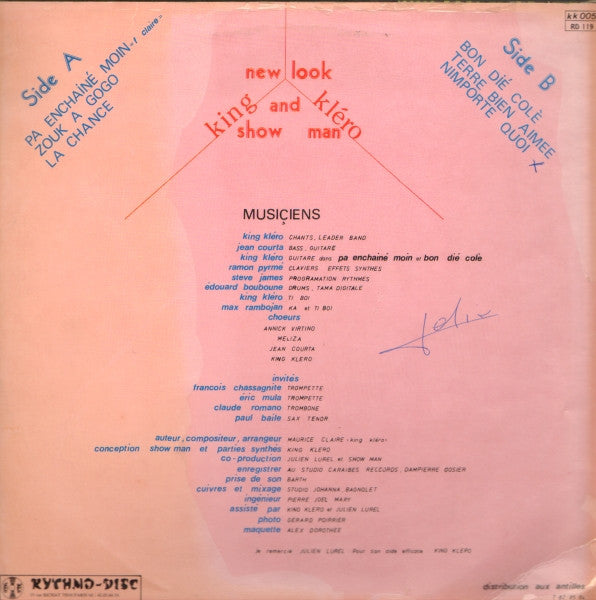 kk 005
RD 119
Side A
PA ENCHAÎNÉ MOIN - (claire)
ZOUK A GOGO
LA CHANCE
Side B
BON DIÉ COLÈ
TERRE BIEN AIMEE
NIMPORTE QUOI x
new look
king and kléro
show man
MUSIÇIENS
king kléro CHANTS, LEADER BAND
jean courta BASS, GUITARE
king kléro GUITARE dans pa enchainé moin et bon dié colè
ramon pyrmé CLAVIERS EFFETS SYNTHES
steve james PROGRAMATION RYTHMES
edouard bouboune DRUMS, TAMA DIGITALE
king kléro TI BOI
max rambojan KA et TI BOI
choeurs
ANNICK VIRTINO
MELIZA
JEAN COURTA
KING KLERO
invités
francois chassagnite TROMPETTE
eric mula TROMPETTE
claude romano TROMBONE
paul baile SAX TENOR
auteur, compositeur, arrangeur MAURICE CLAIRE (king kléro)
conception show man et parties synthés KING KLERO
co-production JULIEN LUREL et SHOW MAN
enregistrer AU STUDIO CARAIBES RECORDS, DAMPIERRE GOSIER
prise de son BARTH
cuivres et mixage STUDIO JOHANNA BAGNOLET
ingénieur PIERRE JOEL MARY
assiste par KING KLERO et JULIEN LUREL
photo GERARD POIRRIER
maquette ALEX DOROTHEE
Je remercie JULIEN LUREL Pour son aide efficate KING KLERO
RYTHMO-DISC
distribution aux antilles